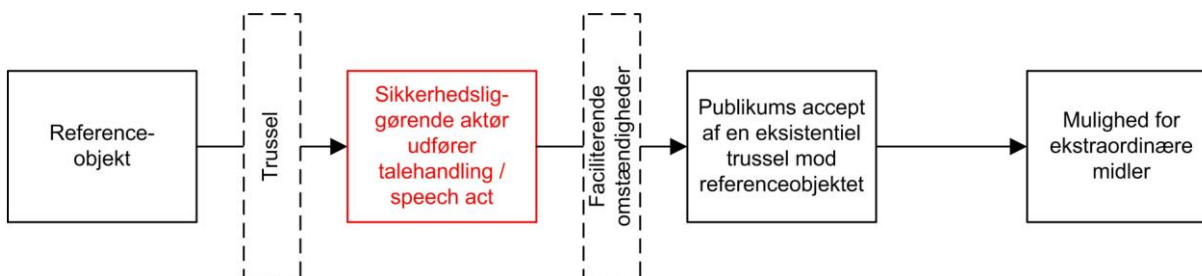 Reference-
objekt
Trussel
Sikkerhedslig-
gørende aktør
udfører
talehandling /
speech act
Faciliterende
omstændigheder
Publikums accept
af en eksistentiel
trussel mod
referenceobjektet
Mulighed for
ekstraordinære
midler